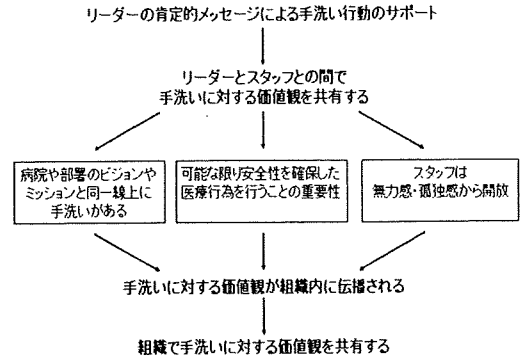 リーダーの肯定的メッセージによる手洗い行動のサポート
リーダーとスタッフとの間で
手洗いに対する価値観を共有する
病院や部署のビジョンや
ミッションと同一線上に
手洗いがある
可能な限り安全性を確保した
医療行為を行うことの重要性
スタッフは
無力感・孤独感から開放
手洗いに対する価値観が組織内に伝播される
組織で手洗いに対する価値観を共有する